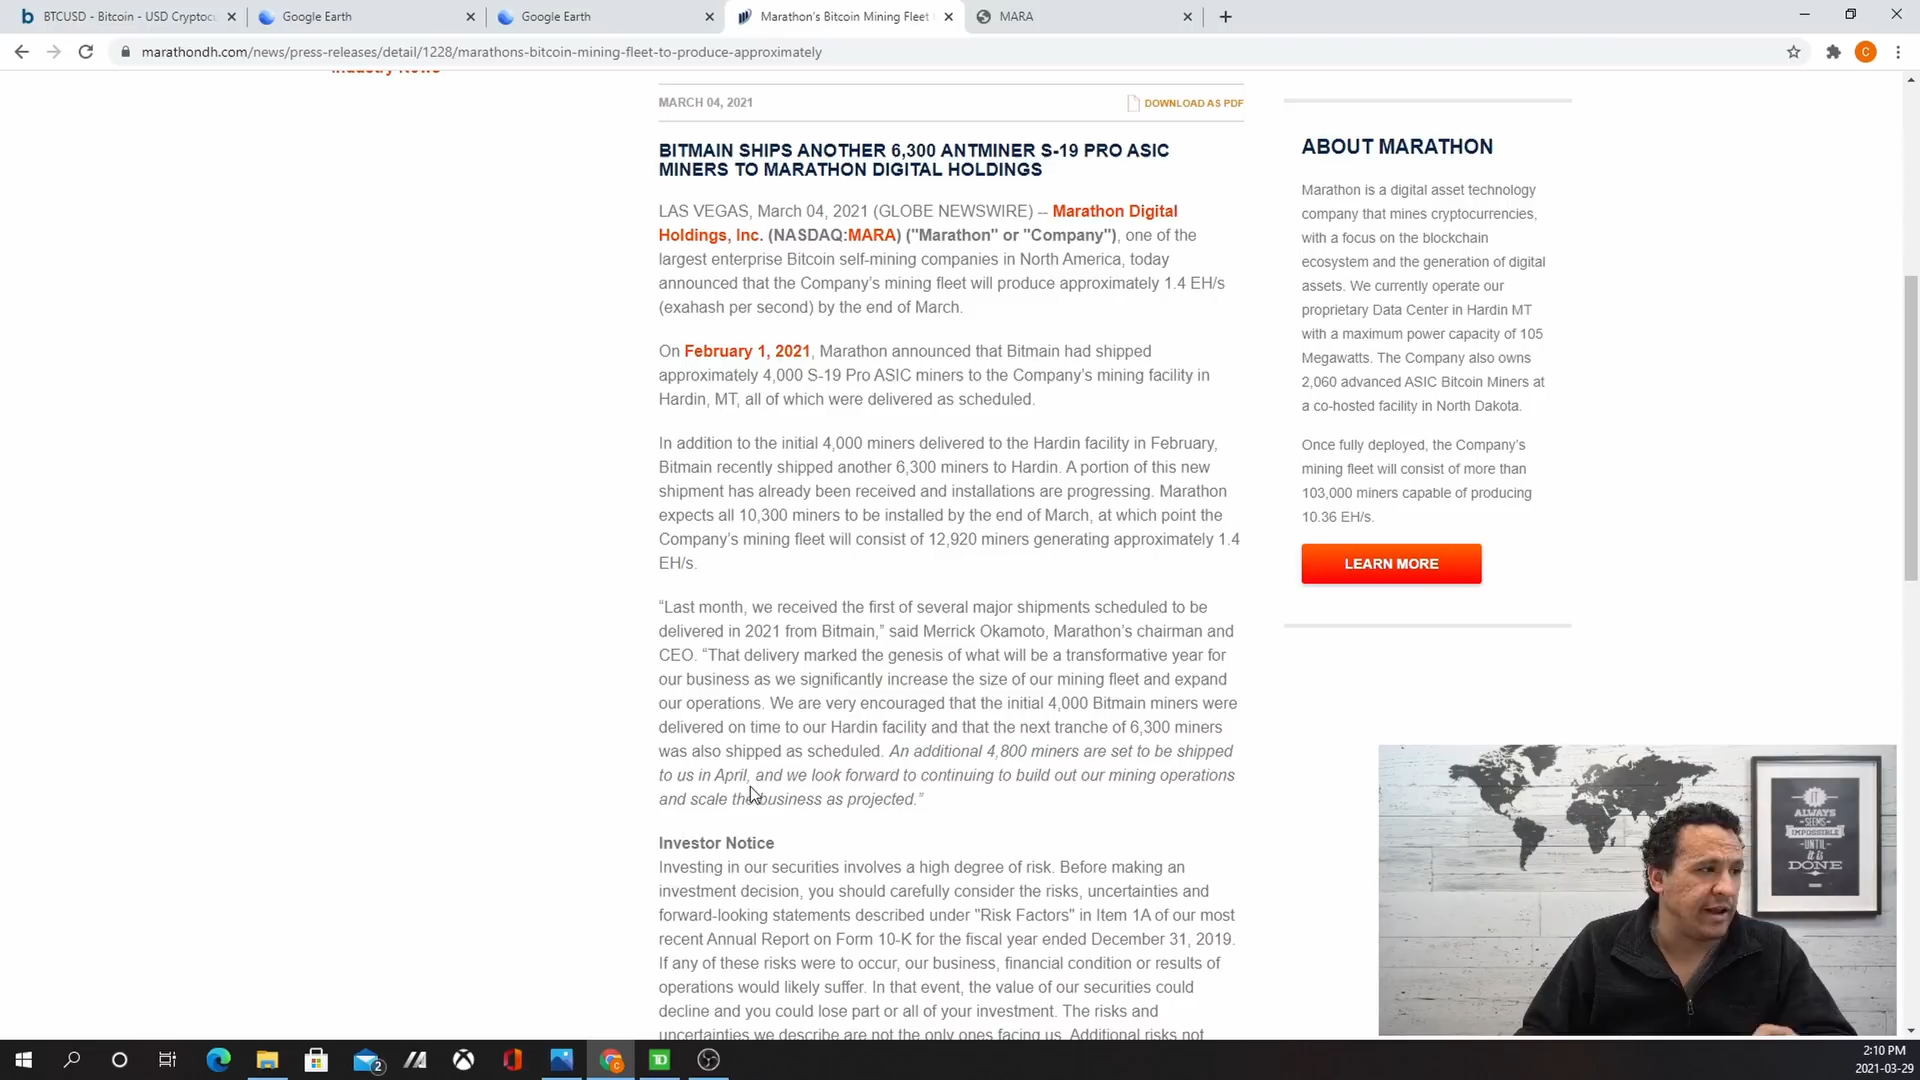 BTCUSD - Bitcoin - USD Cryptoc
Google Earth
Google Earth
Marathon's Bitcoin Mining Fleet
MARA
marathondh.com/news/press-releases/detail/1228/marathons-bitcoin-mining-fleet-to-produce-approximately
C
Industry News
MARCH 04, 2021
DOWNLOAD AS PDF
BITMAIN SHIPS ANOTHER 6,300 ANTMINER S-19 PRO ASIC
MINERS TO MARATHON DIGITAL HOLDINGS
LAS VEGAS, March 04, 2021 (GLOBE NEWSWIRE) -- Marathon Digital
Holdings, Inc. (NASDAQ:MARA) ("Marathon" or "Company"), one of the
largest enterprise Bitcoin self-mining companies in North America, today
announced that the Company’s mining fleet will produce approximately 1.4 EH/s
(exahash per second) by the end of March.
On February 1, 2021, Marathon announced that Bitmain had shipped
approximately 4,000 S-19 Pro ASIC miners to the Company’s mining facility in
Hardin, MT, all of which were delivered as scheduled.
In addition to the initial 4,000 miners delivered to the Hardin facility in February,
Bitmain recently shipped another 6,300 miners to Hardin. A portion of this new
shipment has already been received and installations are progressing. Marathon
expects all 10,300 miners to be installed by the end of March, at which point the
Company’s mining fleet will consist of 12,920 miners generating approximately 1.4
EH/s.
“Last month, we received the first of several major shipments scheduled to be
delivered in 2021 from Bitmain,” said Merrick Okamoto, Marathon’s chairman and
CEO. “That delivery marked the genesis of what will be a transformative year for
our business as we significantly increase the size of our mining fleet and expand
our operations. We are very encouraged that the initial 4,000 Bitmain miners were
delivered on time to our Hardin facility and that the next tranche of 6,300 miners
was also shipped as scheduled. An additional 4,800 miners are set to be shipped
to us in April, and we look forward to continuing to build out our mining operations
and scale the business as projected.”
Investor Notice
Investing in our securities involves a high degree of risk. Before making an
investment decision, you should carefully consider the risks, uncertainties and
forward-looking statements described under "Risk Factors" in Item 1A of our most
recent Annual Report on Form 10-K for the fiscal year ended December 31, 2019.
If any of these risks were to occur, our business, financial condition or results of
operations would likely suffer. In that event, the value of our securities could
decline and you could lose part or all of your investment. The risks and
uncertainties we describe are not the only ones facing us. Additional risks not
ABOUT MARATHON
Marathon is a digital asset technology
company that mines cryptocurrencies,
with a focus on the blockchain
ecosystem and the generation of digital
assets. We currently operate our
proprietary Data Center in Hardin MT
with a maximum power capacity of 105
Megawatts. The Company also owns
2,060 advanced ASIC Bitcoin Miners at
a co-hosted facility in North Dakota.
Once fully deployed, the Company’s
mining fleet will consist of more than
103,000 miners capable of producing
10.36 EH/s.
LEARN MORE
IT
ALWAYS
SEEMS
IMPOSSIBLE
UNTIL
it is
DONE
2
2:10 PM
2021-03-29